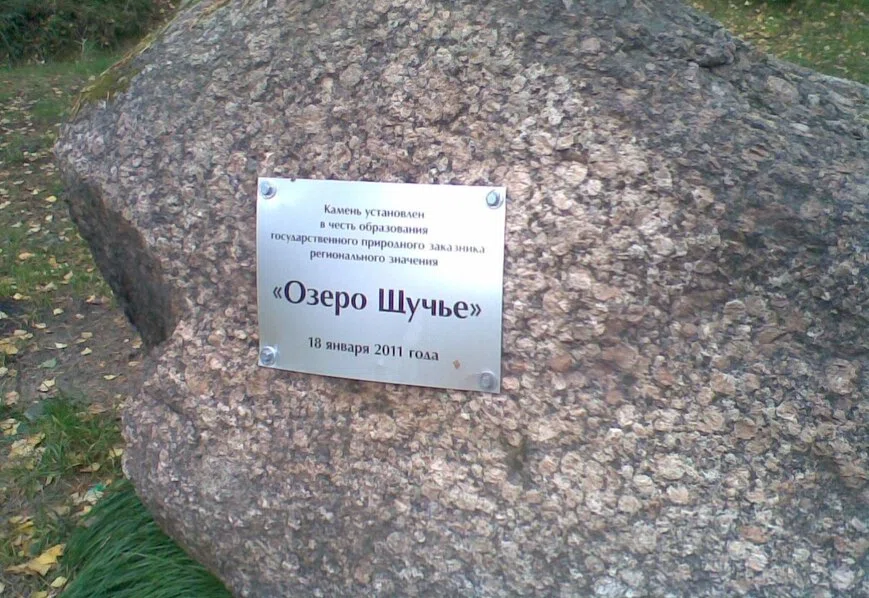 Камень установлен
в честь образования
государственного природного заказника
регионального значения
«Озеро Щучье»
18 января 2011 года